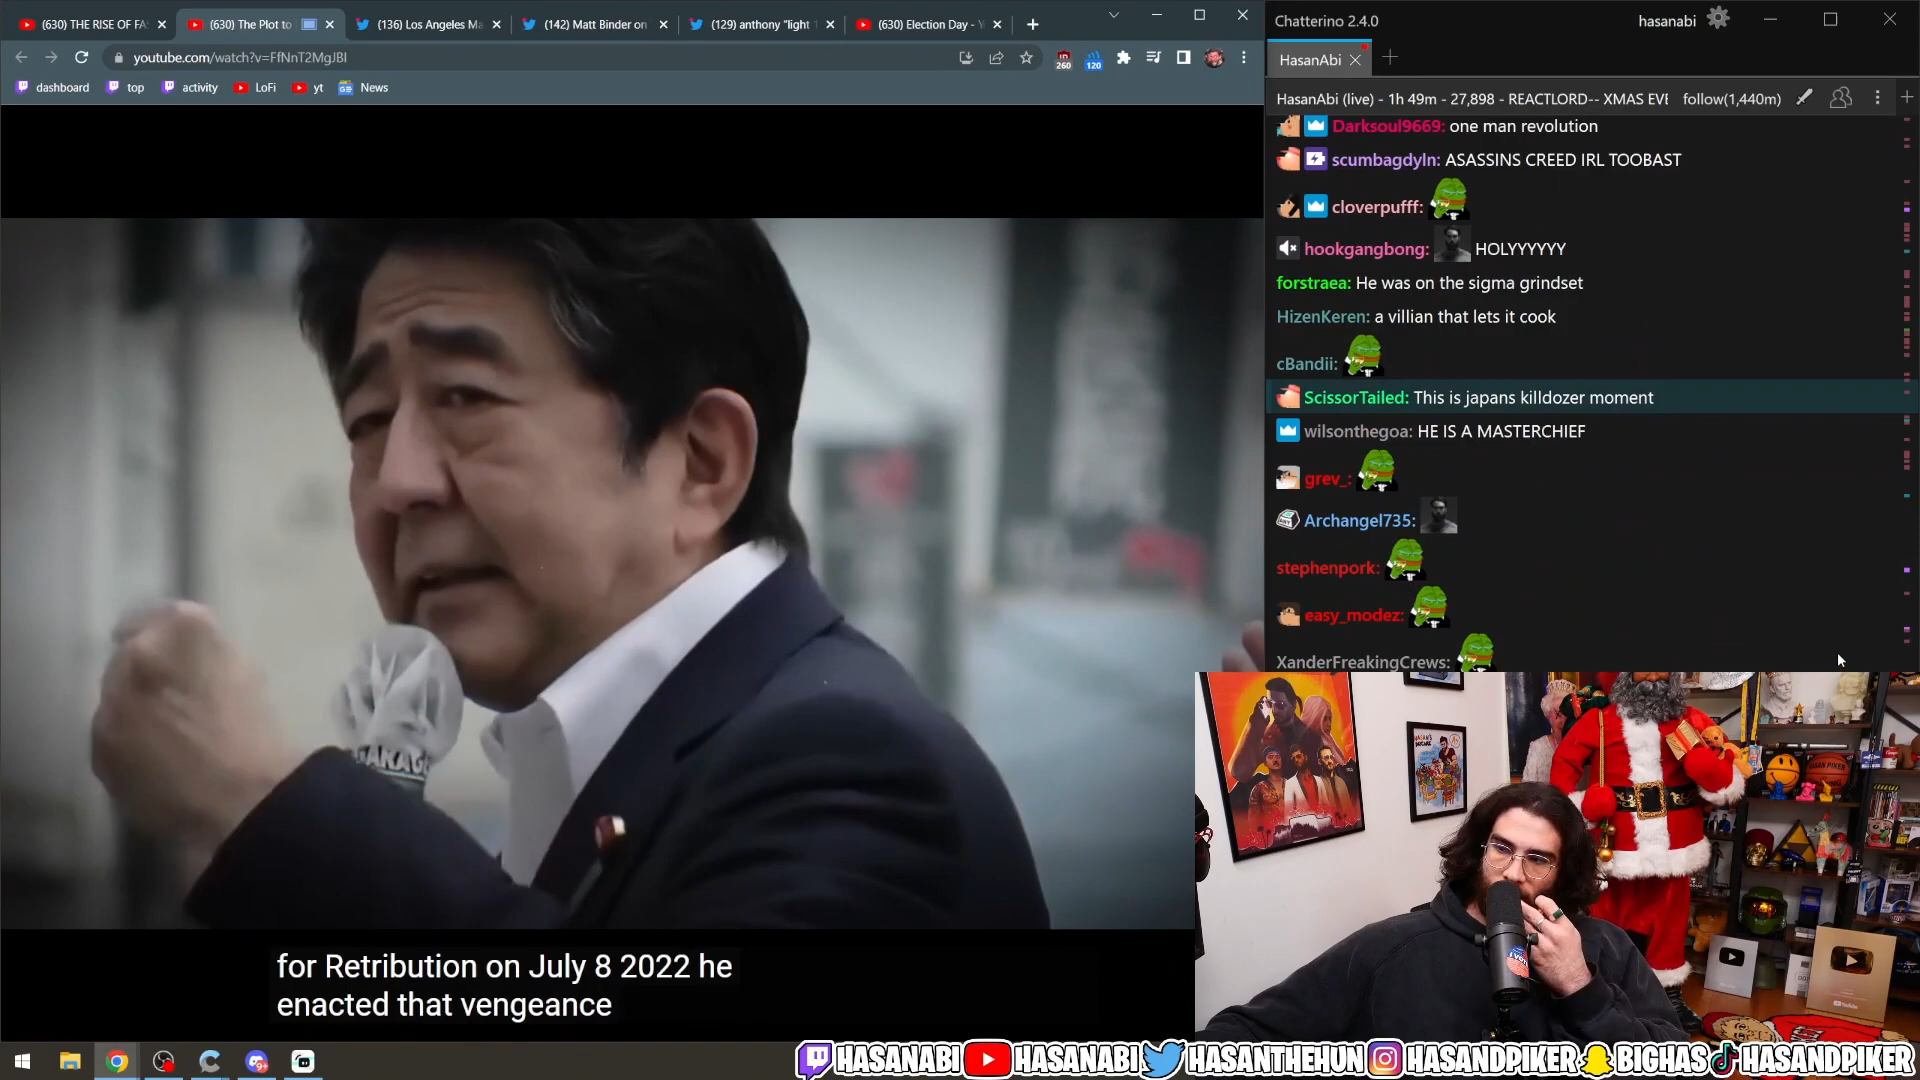 (630) THE RISE OF FA
(630) The Plot to
(136) Los Angeles Ma
(142) Matt Binder on
(129) anthony "light
(630) Election Day - Y
youtube.com/watch?v=FfNnT2MgJBI
260
120
dashboard
top
activity
LoFi
yt
News
Chatterino 2.4.0
hasanabi
HasanAbi
HasanAbi (live) - 1h 49m - 27,898 - REACTLORD-- XMAS EVE
follow(1,440m)
Darksoul9669: one man revolution
scumbagdyln: ASASSINS CREED IRL TOOBAST
cloverpufff:
hookgangbong: HOLYYYYYY
forstraea: He was on the sigma grindset
HizenKeren: a villian that lets it cook
cBandii:
ScissorTailed: This is japans killdozer moment
wilsonthegoa: HE IS A MASTERCHIEF
grev_:
Archangel735:
stephenpork:
easy_modez:
XanderFreakingCrews:
for Retribution on July 8 2022 he
enacted that vengeance
HASANABI HASANABI HASANTHEHUN HASANDPIKER BIGHAS HASANDPIKER